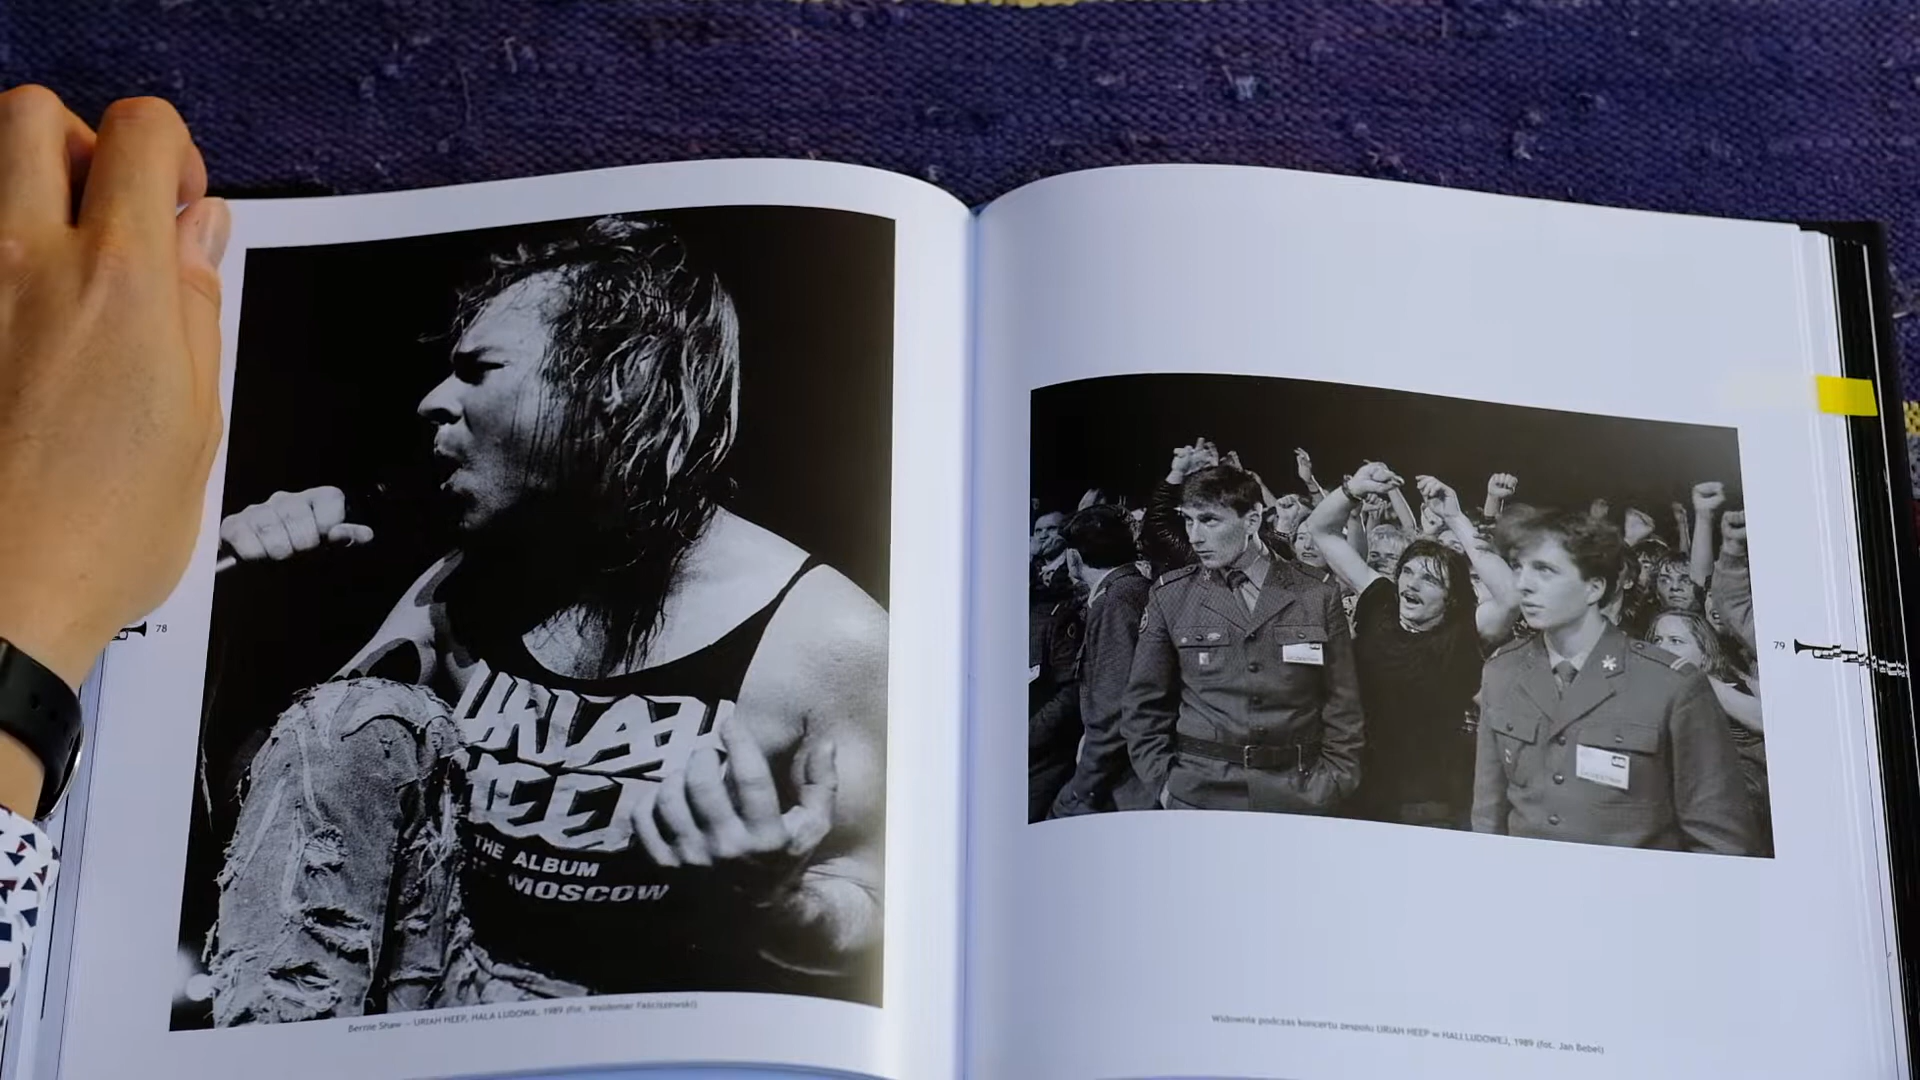 URIAH
HEEP
THE ALBUM
MOSCOW
78
Bernie Shaw – URIAH HEEP, HALA LUDOWA, 1989 (fot. Waldemar Faściszewski)
79
Widownia podczas koncertu zespołu URIAH HEEP w HALI LUDOWEJ, 1989 (fot. Jan Bebel)